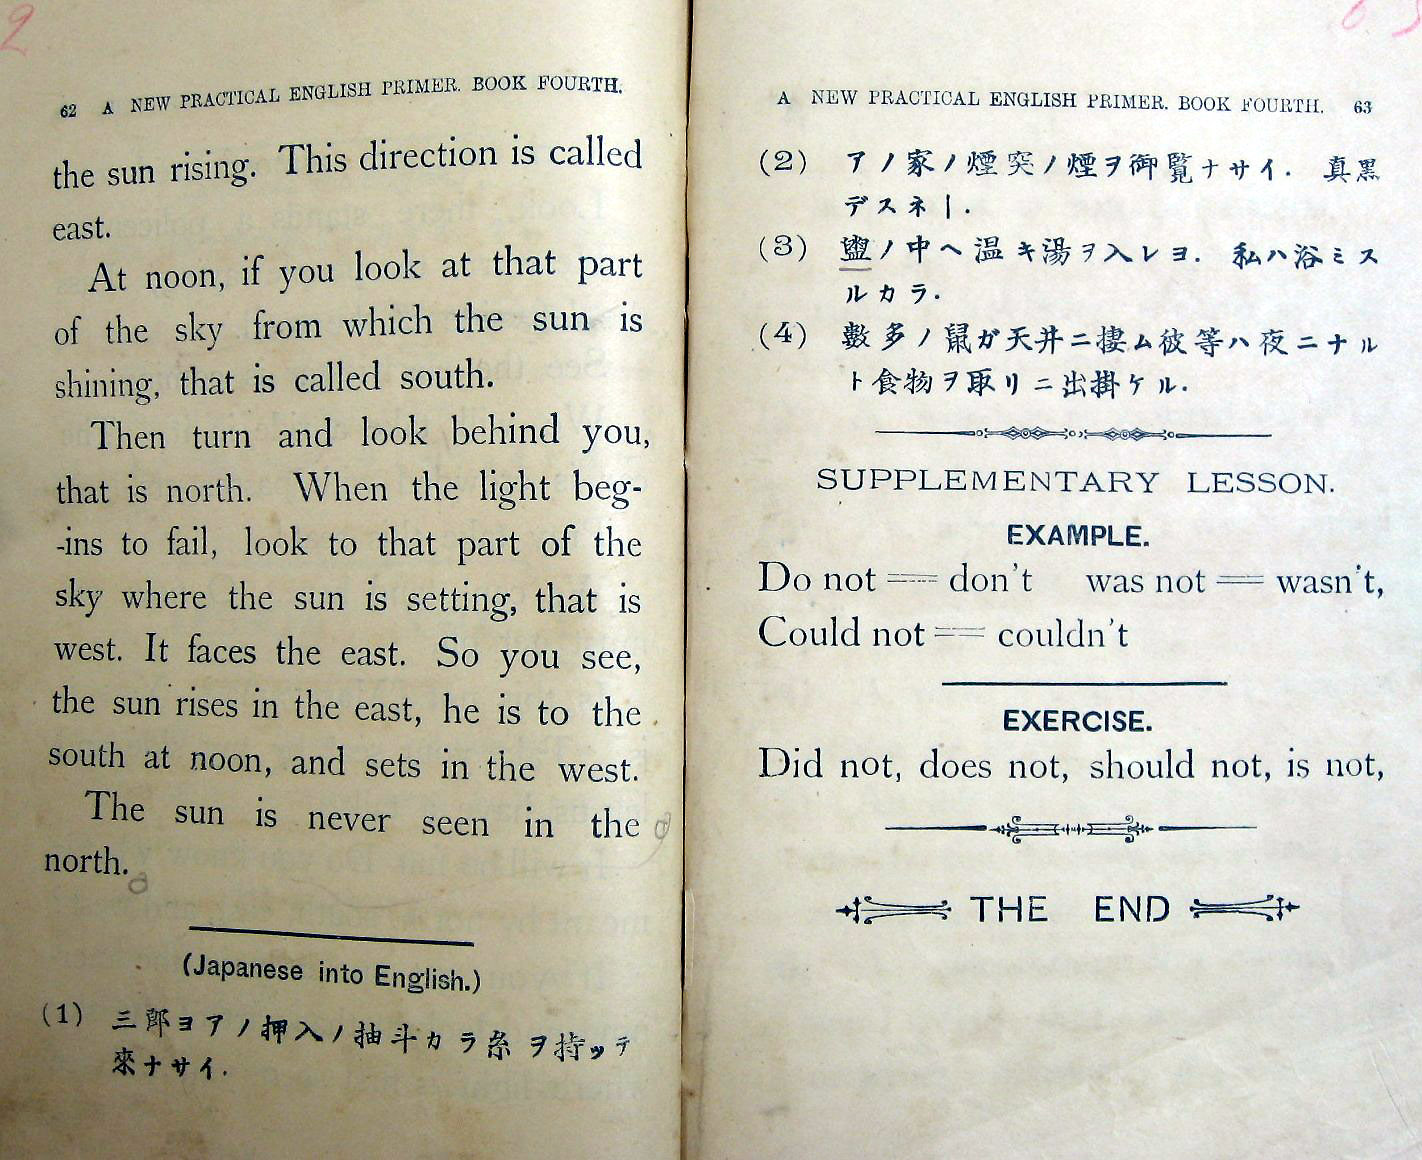 62 A NEW PRACTICAL ENGLISH PRIMER. BOOK FOURTH.
the sun rising. This direction is called
east.
At noon, if you look at that part
of the sky from which the sun is
shining, that is called south.
Then turn and look behind you,
that is north. When the light beg-
-ins to fail, look to that part of the
sky where the sun is setting, that is
west. It faces the east. So you see,
the sun rises in the east, he is to the
south at noon, and sets in the west.
The sun is never seen in the
north.
(Japanese into English.)
(1) 三郎ヨアノ押入ノ抽斗カラ糸ヲ持ッテ
來ナサイ.
A NEW PRACTICAL ENGLISH PRIMER. BOOK FOURTH. 63
(2) アノ家ノ煙突ノ煙ヲ御覽ナサイ. 真黒
デスネー.
(3) 盥ノ中ヘ温キ湯ヲ入レヨ. 私ハ浴ミス
ルカラ.
(4) 數多ノ鼠ガ天井ニ棲ム彼等ハ夜ニナル
ト食物ヲ取リニ出掛ケル.
SUPPLEMENTARY LESSON.
EXAMPLE.
Do not = don't was not = wasn't,
Could not = couldn't
EXERCISE.
Did not, does not, should not, is not,
THE END